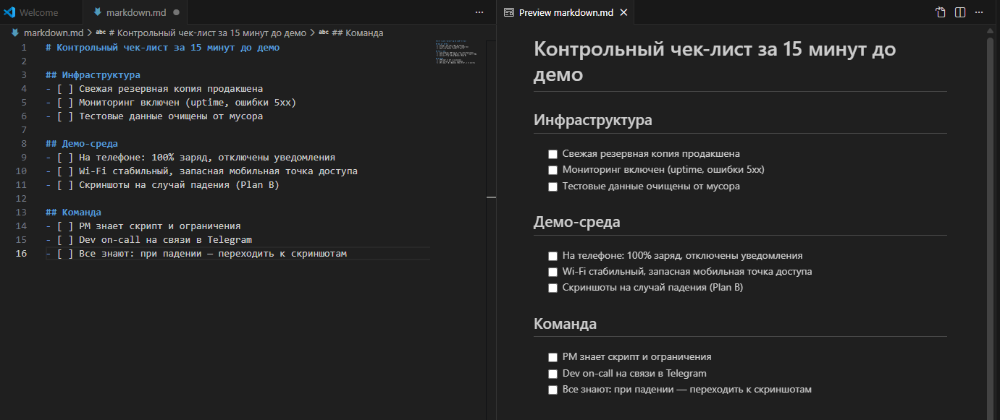 Welcome
markdown.md
markdown.md > abc # Контрольный чек-лист за 15 минут до демо > abc ## Команда
1 # Контрольный чек-лист за 15 минут до демо
2
3 ## Инфраструктура
4 - [ ] Свежая резервная копия продакшена
5 - [ ] Мониторинг включен (uptime, ошибки 5xx)
6 - [ ] Тестовые данные очищены от мусора
7
8 ## Демо-среда
9 - [ ] На телефоне: 100% заряд, отключены уведомления
10 - [ ] Wi-Fi стабильный, запасная мобильная точка доступа
11 - [ ] Скриншоты на случай падения (Plan B)
12
13 ## Команда
14 - [ ] PM знает скрипт и ограничения
15 - [ ] Dev on-call на связи в Telegram
16 - [ ] Все знают: при падении — переходить к скриншотам
Preview markdown.md
Контрольный чек-лист за 15 минут до
демо
Инфраструктура
Свежая резервная копия продакшена
Мониторинг включен (uptime, ошибки 5xx)
Тестовые данные очищены от мусора
Демо-среда
На телефоне: 100% заряд, отключены уведомления
Wi-Fi стабильный, запасная мобильная точка доступа
Скриншоты на случай падения (Plan B)
Команда
PM знает скрипт и ограничения
Dev on-call на связи в Telegram
Все знают: при падении — переходить к скриншотам